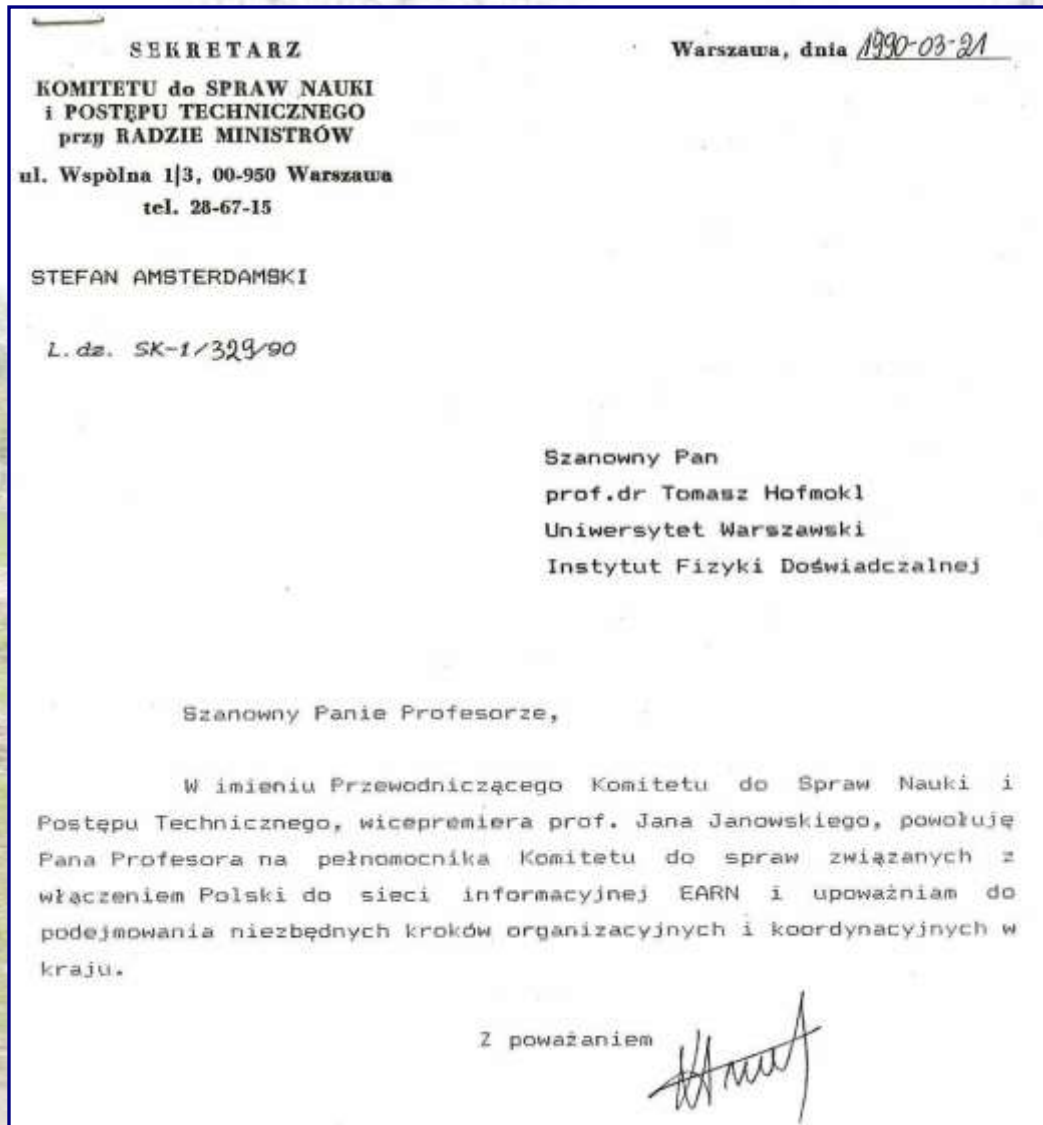 SEKRETARZ
KOMITETU do SPRAW NAUKI
i POSTĘPU TECHNICZNEGO
przy RADZIE MINISTRÓW
ul. Wspòlna 1|3, 00-950 Warszawa
tel. 28-67-15
Warszawa, dnia 1990-03-21
STEFAN AMSTERDAMSKI
L.dz. SK-1/329/90
Szanowny Pan
prof.dr Tomasz Hofmokl
Uniwersytet Warszawski
Instytut Fizyki Doświadczalnej
Szanowny Panie Profesorze,
W imieniu Przewodniczącego Komitetu do Spraw Nauki i
Postępu Technicznego, wicepremiera prof. Jana Janowskiego, powołuję
Pana Profesora na pełnomocnika Komitetu do spraw związanych z
włączeniem Polski do sieci informacyjnej EARN i upoważniam do
podejmowania niezbędnych kroków organizacyjnych i koordynacyjnych w
kraju.
Z poważaniem